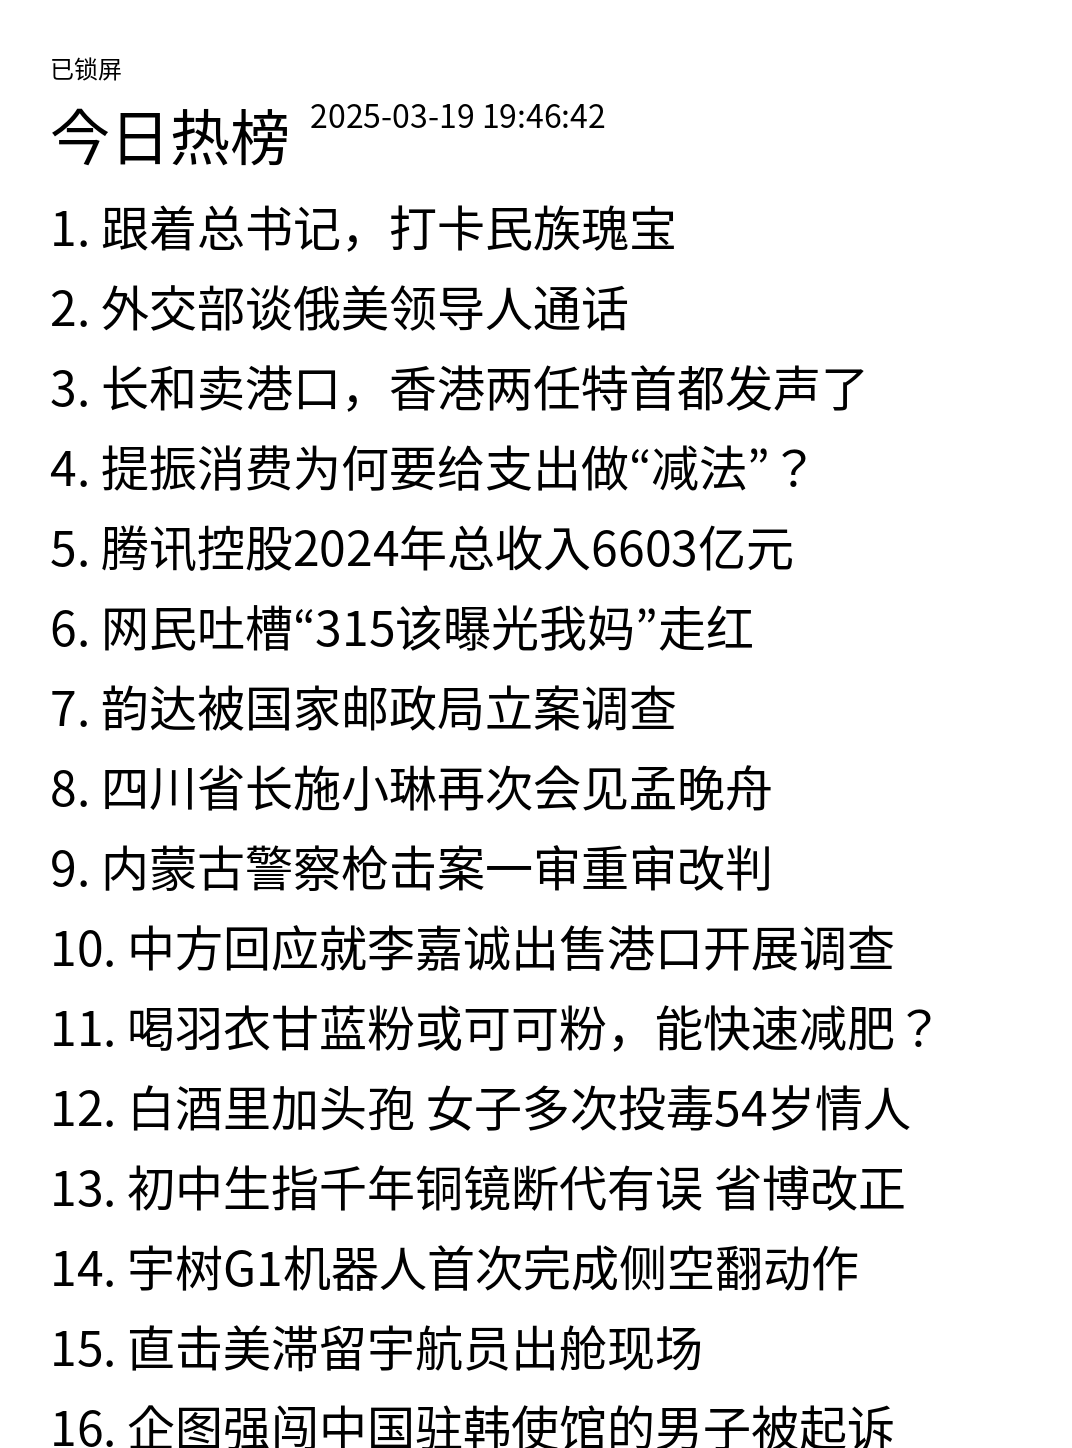 已锁屏
今日热榜 2025-03-19 19:46:42
1. 跟着总书记，打卡民族瑰宝
2. 外交部谈俄美领导人通话
3. 长和卖港口，香港两任特首都发声了
4. 提振消费为何要给支出做“减法”？
5. 腾讯控股2024年总收入6603亿元
6. 网民吐槽“315该曝光我妈”走红
7. 韵达被国家邮政局立案调查
8. 四川省长施小琳再次会见孟晚舟
9. 内蒙古警察枪击案一审重审改判
10. 中方回应就李嘉诚出售港口开展调查
11. 喝羽衣甘蓝粉或可可粉，能快速减肥？
12. 白酒里加头孢 女子多次投毒54岁情人
13. 初中生指千年铜镜断代有误 省博改正
14. 宇树G1机器人首次完成侧空翻动作
15. 直击美滞留宇航员出舱现场
16. 企图强闯中国驻韩使馆的男子被起诉